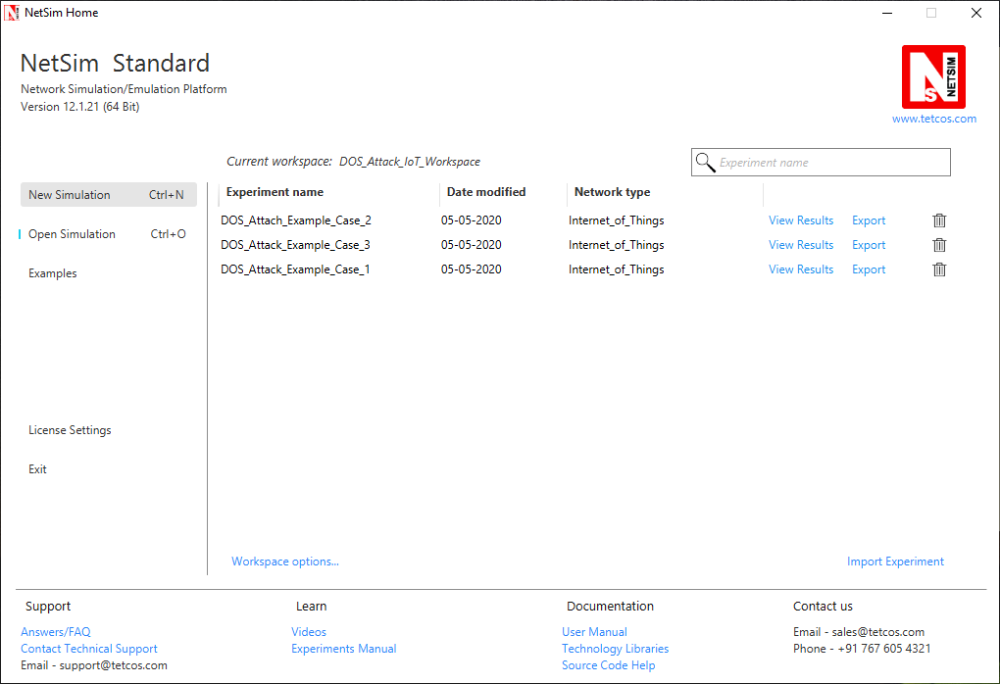 NetSim Home
NetSim Standard
Network Simulation/Emulation Platform
Version 12.1.21 (64 Bit)
N
S
NETSIM
www.tetcos.com
Current workspace: DOS_Attack_IoT_Workspace
Experiment name
New Simulation Ctrl+N
Open Simulation Ctrl+O
Examples
License Settings
Exit
Experiment name Date modified Network type
DOS_Attach_Example_Case_2 05-05-2020 Internet_of_Things View Results Export
DOS_Attack_Example_Case_3 05-05-2020 Internet_of_Things View Results Export
DOS_Attack_Example_Case_1 05-05-2020 Internet_of_Things View Results Export
Workspace options... Import Experiment
Support
Answers/FAQ
Contact Technical Support
Email - support@tetcos.com
Learn
Videos
Experiments Manual
Documentation
User Manual
Technology Libraries
Source Code Help
Contact us
Email - sales@tetcos.com
Phone - +91 767 605 4321